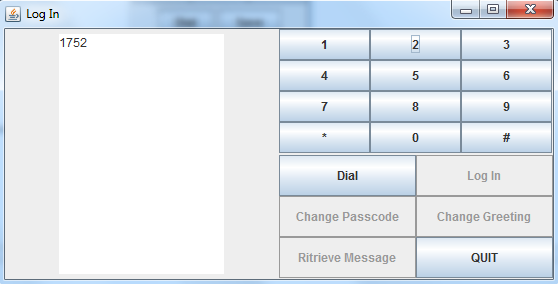 Log In
1752
1 2 3
4 5 6
7 8 9
* 0 #
Dial Log In
Change Passcode Change Greeting
Ritrieve Message QUIT